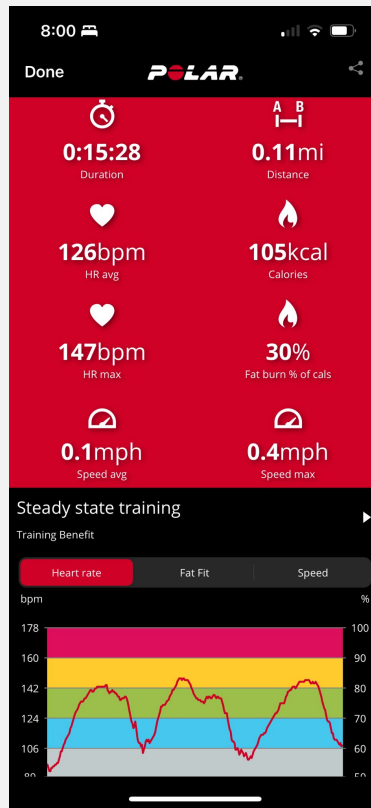 8:00
Done POLAR.
A B
0:15:28 0.11mi
Duration Distance
126bpm 105kcal
HR avg Calories
147bpm 30%
HR max Fat burn % of cals
0.1mph 0.4mph
Speed avg Speed max
Steady state training
Training Benefit
Heart rate Fat Fit Speed
bpm %
178 100
160 90
142 80
124 70
106 60